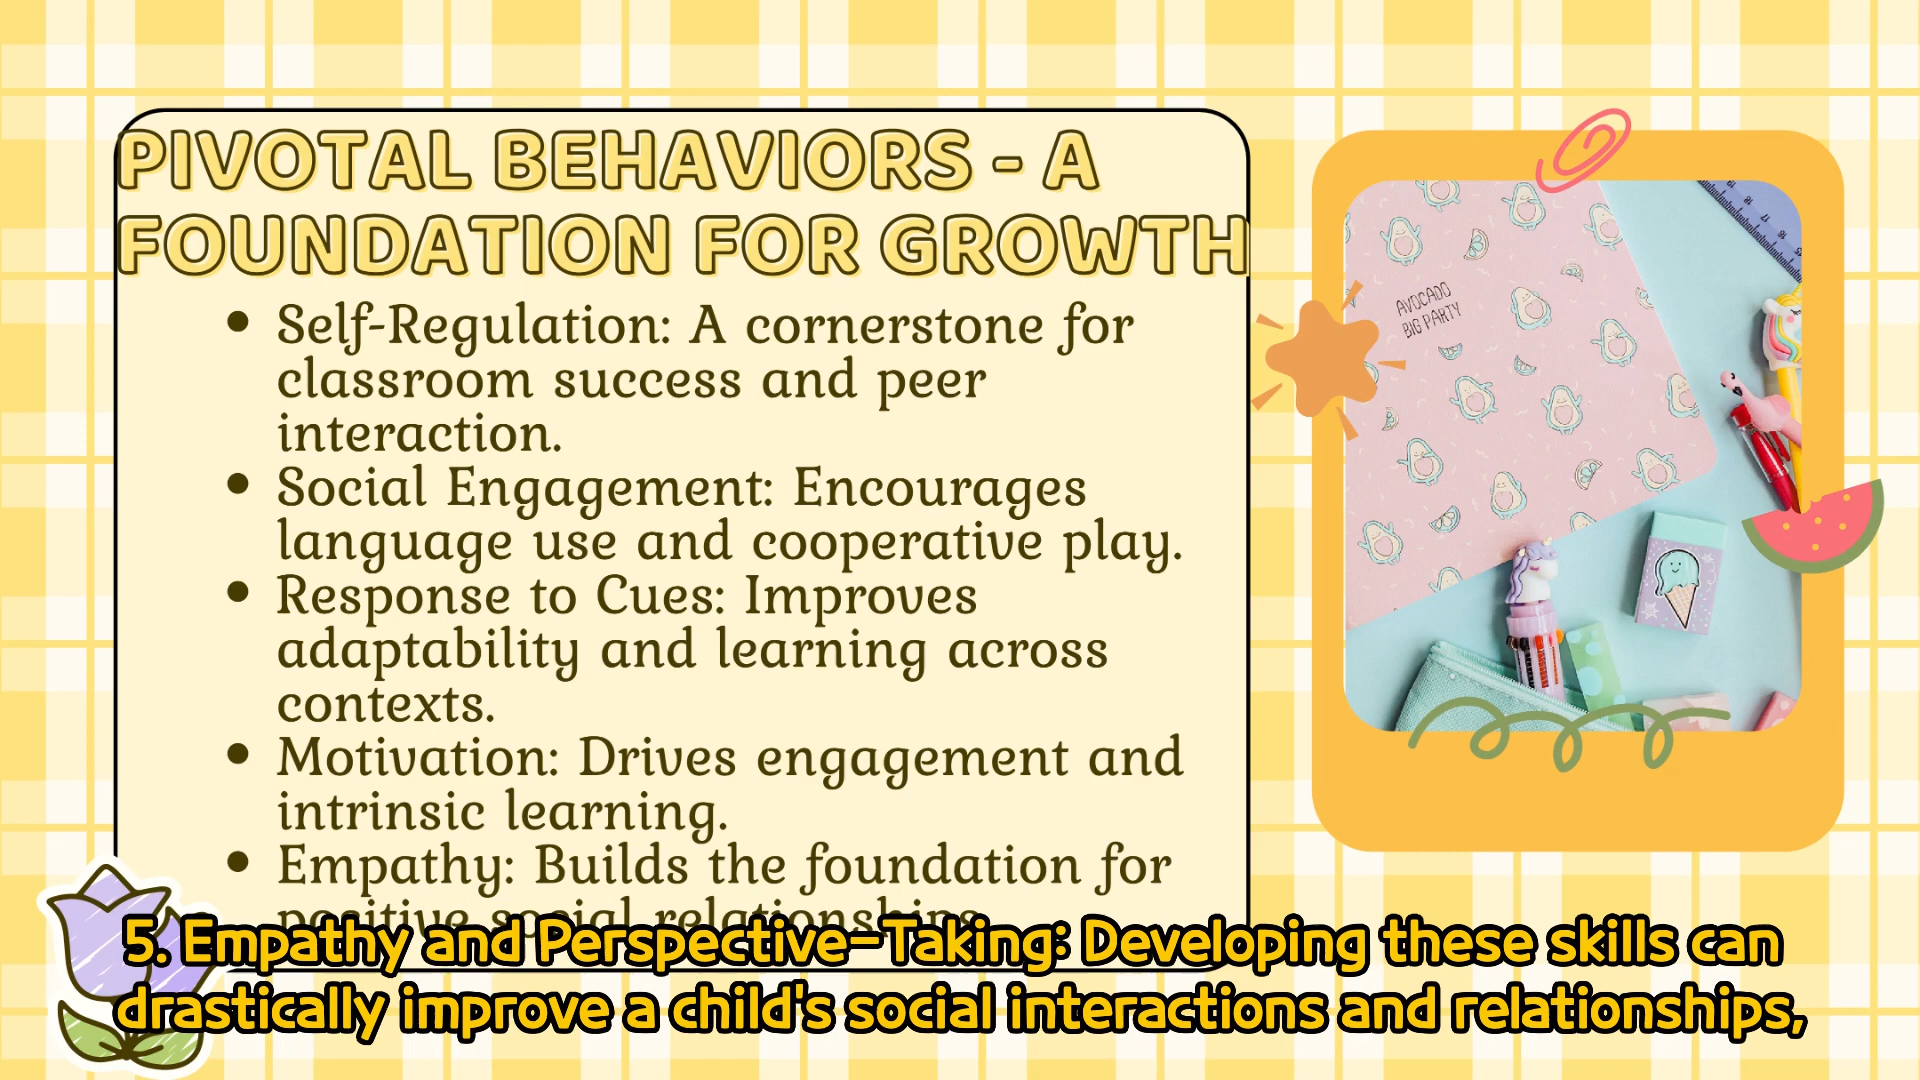 PIVOTAL BEHAVIORS - A
FOUNDATION FOR GROWTH
• Self-Regulation: A cornerstone for
classroom success and peer
interaction.
• Social Engagement: Encourages
language use and cooperative play.
• Response to Cues: Improves
adaptability and learning across
contexts.
• Motivation: Drives engagement and
intrinsic learning.
• Empathy: Builds the foundation for
positive social relationships.
AVOCADO
BIG PARTY
5. Empathy and Perspective-Taking: Developing these skills can
drastically improve a child's social interactions and relationships,